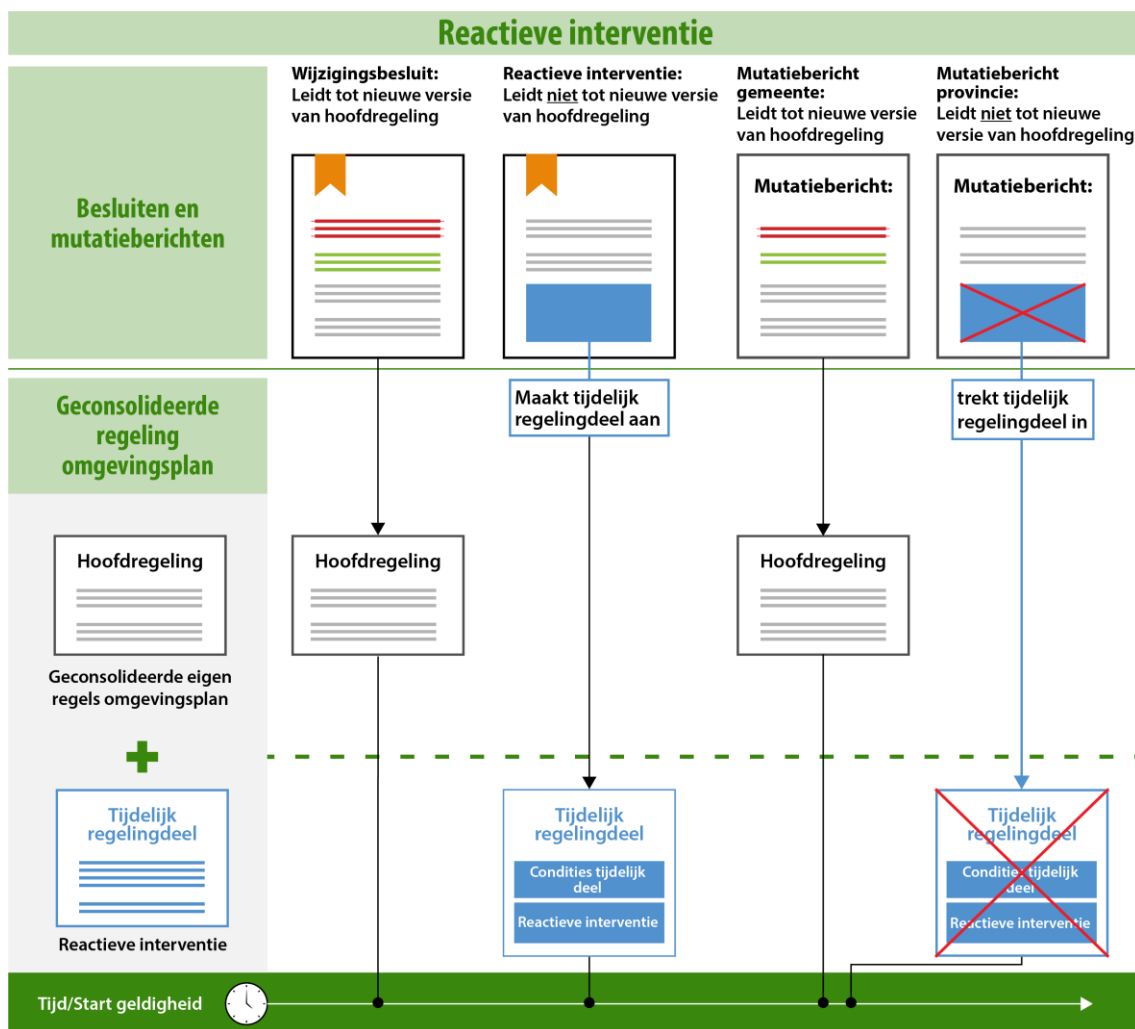 Reactieve interventie
Besluiten en
mutatieberichten
Wijzigingsbesluit:
Leidt tot nieuwe versie
van hoofdregeling
Reactieve interventie:
Leidt niet tot nieuwe versie
van hoofdregeling
Mutatiebericht
gemeente:
Leidt tot nieuwe versie
van hoofdregeling
Mutatiebericht
provincie:
Leidt niet tot nieuwe
versie van hoofdregeling
Mutatiebericht:
Mutatiebericht:
Geconsolideerde
regeling
omgevingsplan
Maakt tijdelijk
regelingdeel aan
trekt tijdelijk
regelingdeel in
Hoofdregeling
Geconsolideerde eigen
regels omgevingsplan
Hoofdregeling
Hoofdregeling
Tijdelijk
regelingdeel
Reactieve interventie
Tijdelijk
regelingdeel
Condities tijdelijk
deel
Reactieve interventie
Tijdelijk
regelingdeel
Condities tijdelijk
deel
Reactieve interventie
Tijd/Start geldigheid